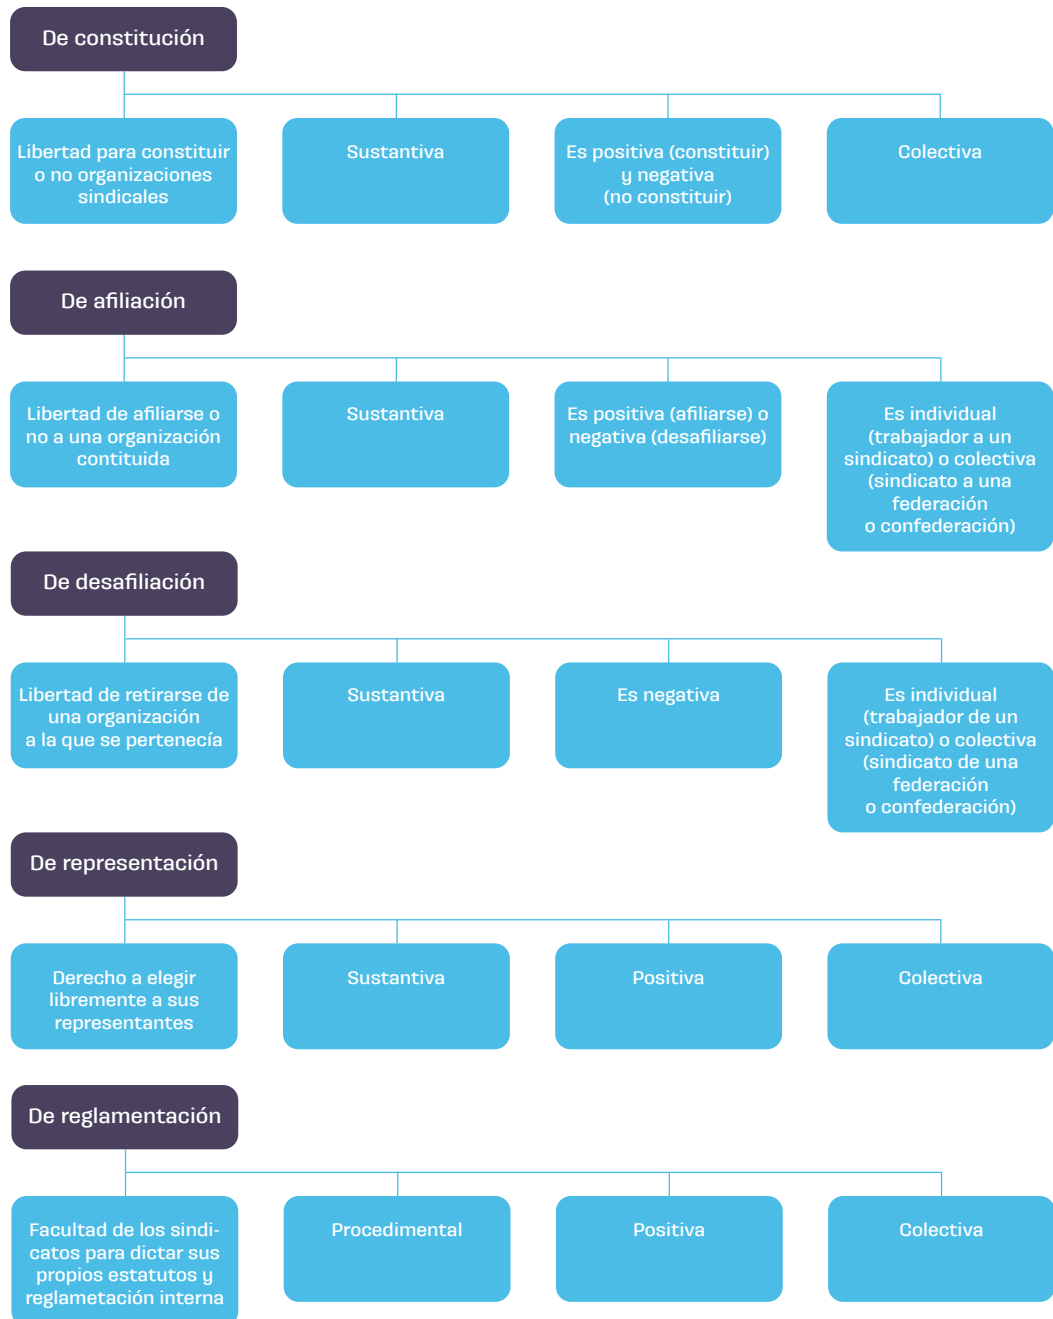 De constitución
Libertad para constituir
o no organizaciones
sindicales
Sustantiva
Es positiva (constituir)
y negativa
(no constituir)
Colectiva
De afiliación
Libertad de afiliarse o
no a una organización
contituida
Sustantiva
Es positiva (afiliarse) o
negativa (desafiliarse)
Es individual
(trabajador a un
sindicato) o colectiva
(sindicato a una
federación
o confederación)
De desafiliación
Libertad de retirarse de
una organización
a la que se pertenecía
Sustantiva
Es negativa
Es individual
(trabajador de un
sindicato) o colectiva
(sindicato de una
federación
o confederación)
De representación
Derecho a elegir
libremente a sus
representantes
Sustantiva
Positiva
Colectiva
De reglamentación
Facultad de los sindi-
catos para dictar sus
propios estatutos y
reglametación interna
Procedimental
Positiva
Colectiva